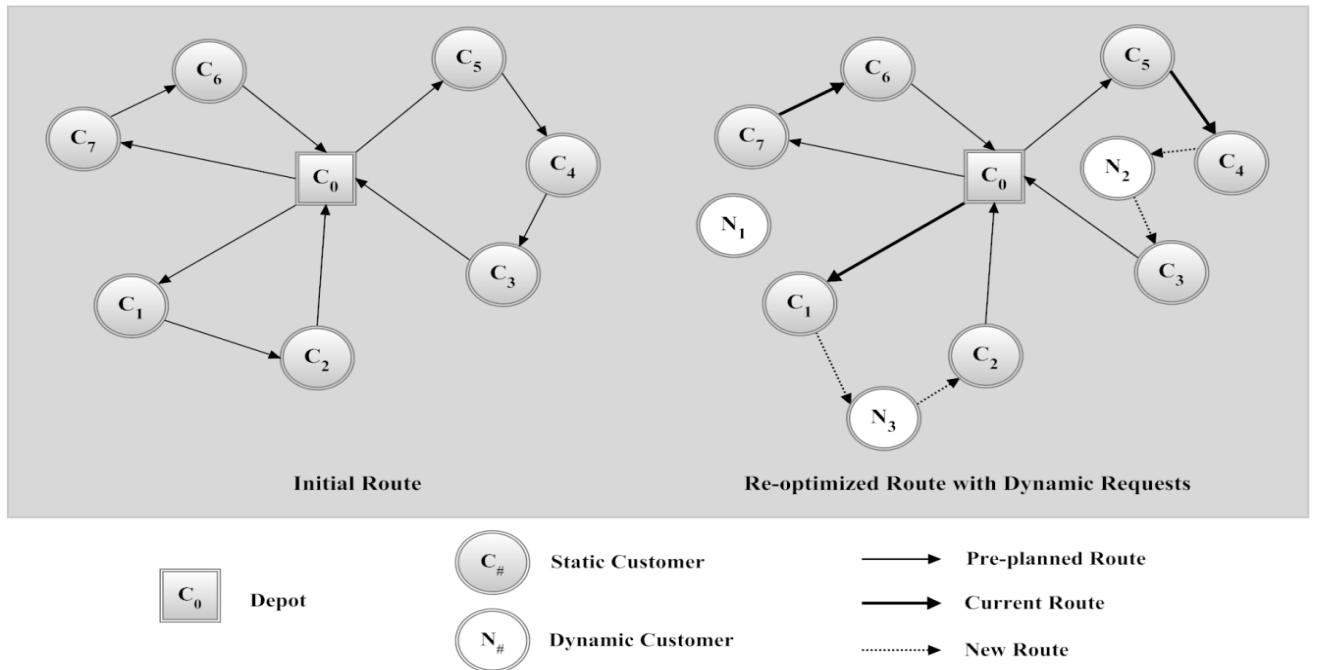 C6
C5
C7
C4
C0
C3
C1
C2
Initial Route
C6
C5
C7
N2
C4
C0
N1
C3
C1
C2
N3
Re-optimized Route with Dynamic Requests
C0
Depot
C#
Static Customer
N#
Dynamic Customer
Pre-planned Route
Current Route
New Route